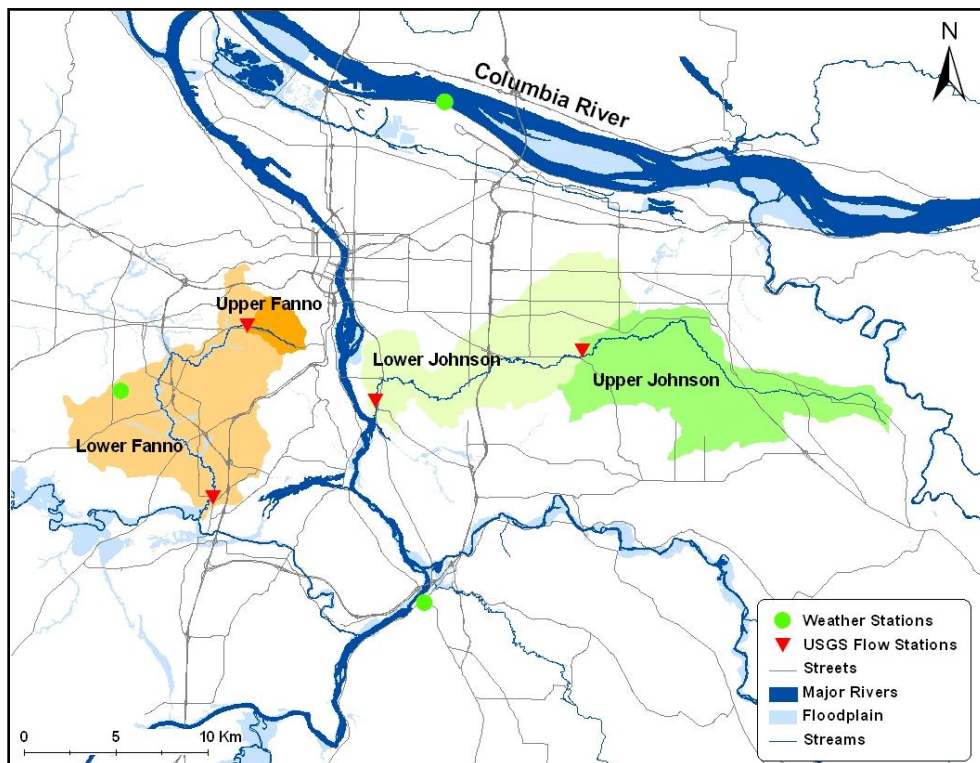 N
Columbia River
Upper Fanno
Lower Johnson
Upper Johnson
Lower Fanno
Weather Stations
USGS Flow Stations
Streets
Major Rivers
Floodplain
Streams
0 5 10 Km